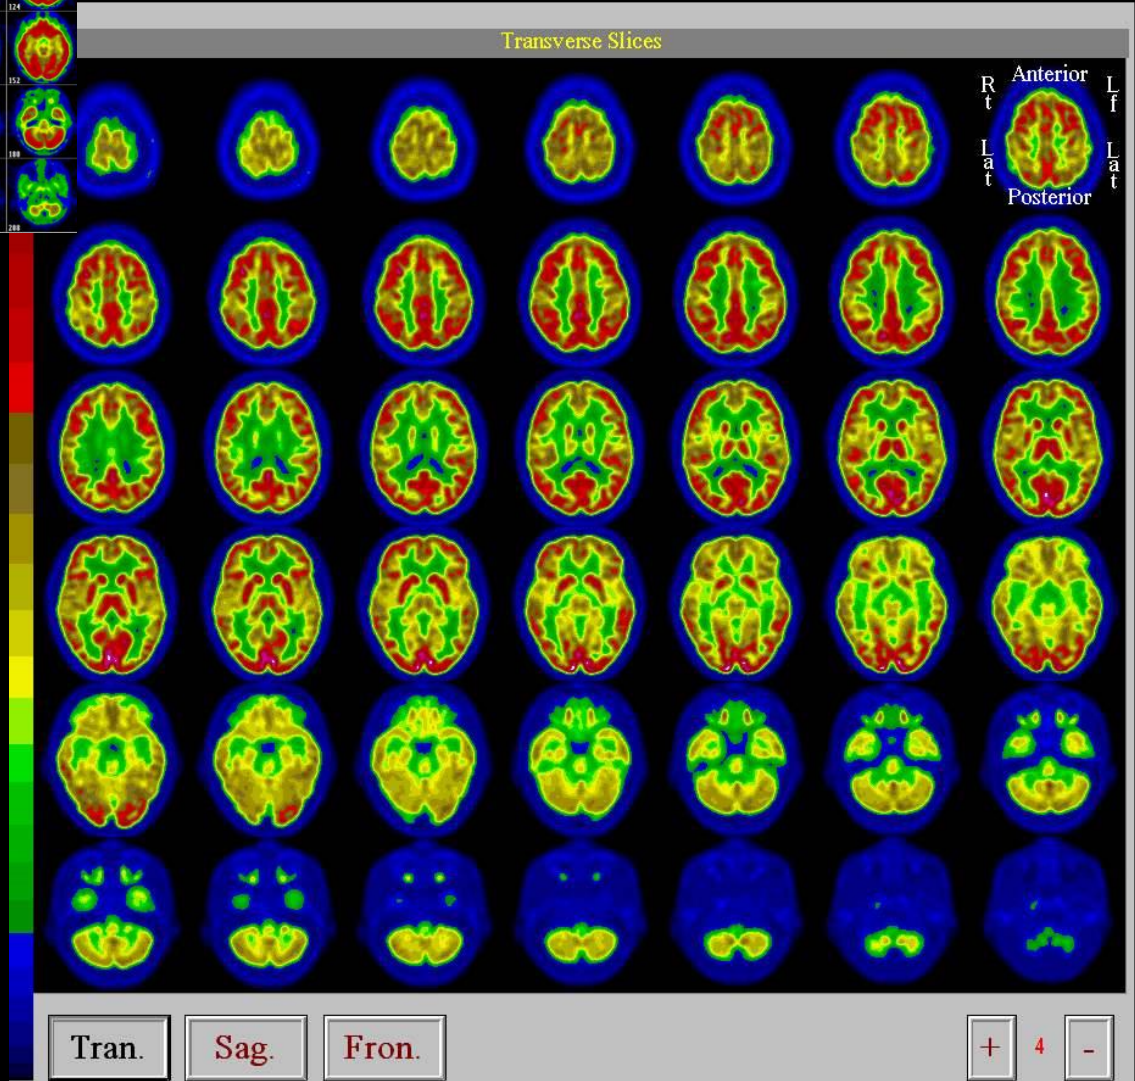 124
152
180
208
Transverse Slices
Anterior
Rt
Lf
Lat
Lat
Posterior
Tran.
Sag.
Fron.
+
4
-